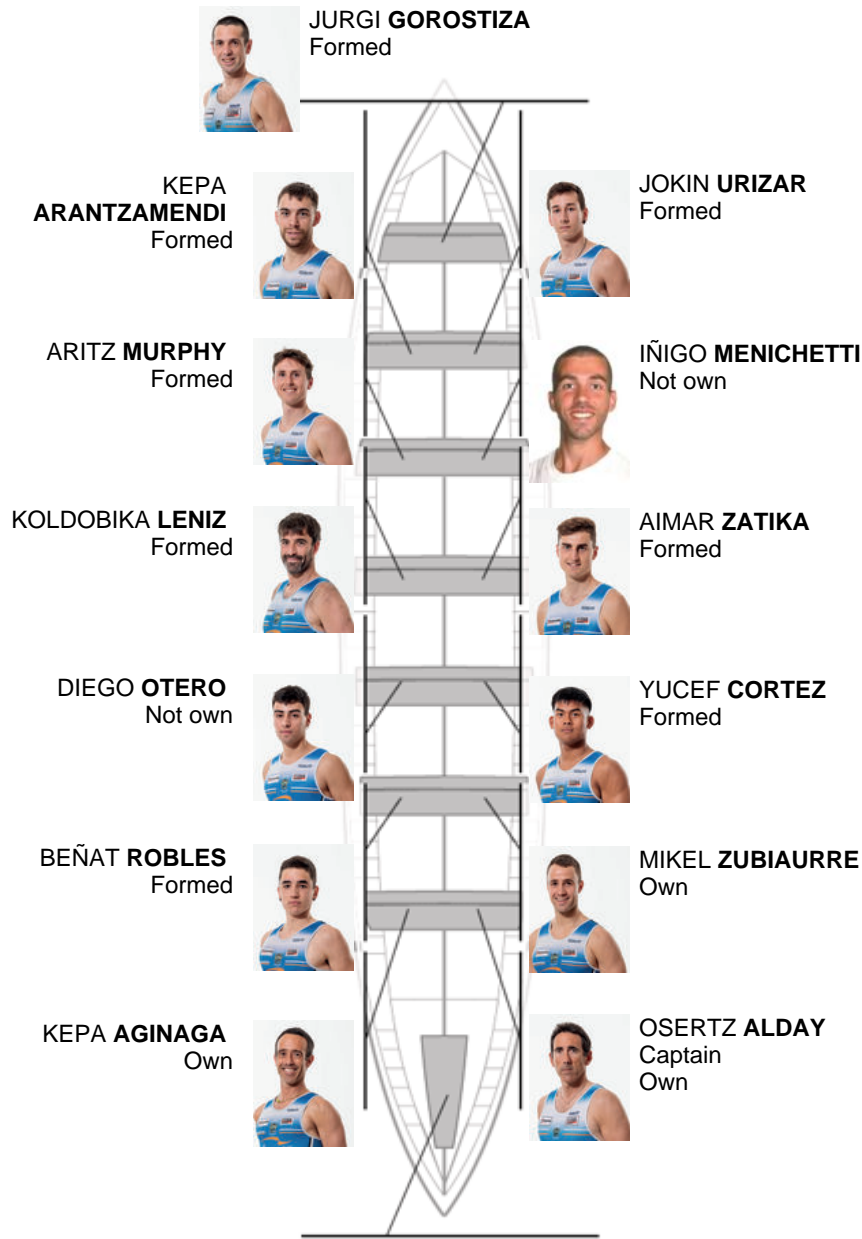 JURGI GOROSTIZA
Formed
KEPA
ARANTZAMENDI
Formed
JOKIN URIZAR
Formed
ARITZ MURPHY
Formed
IÑIGO MENICHETTI
Not own
KOLDOBIKA LENIZ
Formed
AIMAR ZATIKA
Formed
DIEGO OTERO
Not own
YUCEF CORTEZ
Formed
BEÑAT ROBLES
Formed
MIKEL ZUBIAURRE
Own
KEPA AGINAGA
Own
OSERTZ ALDAY
Captain
Own